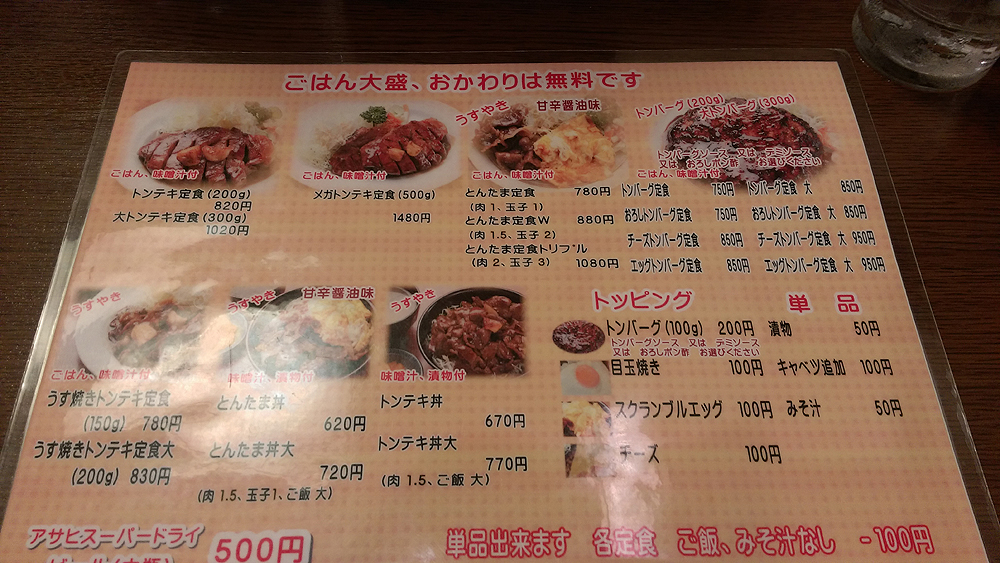 ごはん大盛、おかわりは無料です
ごはん、味噌汁付
トンテキ定食(200g)
820円
大トンテキ定食(300g)
1020円
ごはん、味噌汁付
メガトンテキ定食(500g)
1480円
うすやき 甘辛醬油味
ごはん、味噌汁付
とんたま定食 780円
(肉 1、玉子 1)
とんたま定食W 880円
(肉 1.5、玉子 2)
とんたま定食トリプル
(肉 2、玉子 3) 1080円
トンバーグ(200g)
大トンバーグ(300g)
トンバーグソース 又は デミソース
又は おろしポン酢 お選びください
ごはん、味噌汁付
トンバーグ定食 750円 トンバーグ定食 大 850円
おろしトンバーグ定食 750円 おろしトンバーグ定食 大 850円
チーズトンバーグ定食 850円 チーズトンバーグ定食 大 950円
エッグトンバーグ定食 850円 エッグトンバーグ定食 大 950円
うすやき
ごはん、味噌汁付
うす焼きトンテキ定食
(150g) 780円
うす焼きトンテキ定食大
(200g) 830円
うすやき 甘辛醬油味
味噌汁、漬物付
とんたま丼
620円
とんたま丼大
720円
(肉 1.5、玉子1、ご飯 大)
うすやき
味噌汁、漬物付
トンテキ丼
670円
トンテキ丼大
770円
(肉 1.5、ご飯 大)
トッピング 単品
トンバーグ(100g) 200円 漬物 50円
トンバーグソース 又は デミソース
又は おろしポン酢 お選びください
目玉焼き 100円 キャベツ追加 100円
スクランブルエッグ 100円 みそ汁 50円
チーズ 100円
アサヒスーパードライ
500円
単品出来ます 各定食 ご飯、みそ汁なし -100円